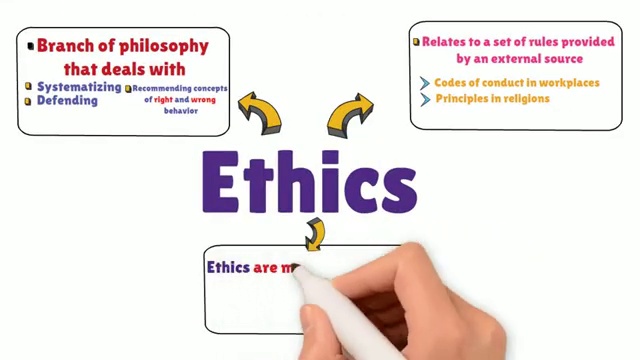 Branch of philosophy
that deals with
Systematizing
Defending
Recommending concepts
of right and wrong
behavior
Relates to a set of rules provided
by an external source
Codes of conduct in workplaces
Principles in religions
Ethics
Ethics are m